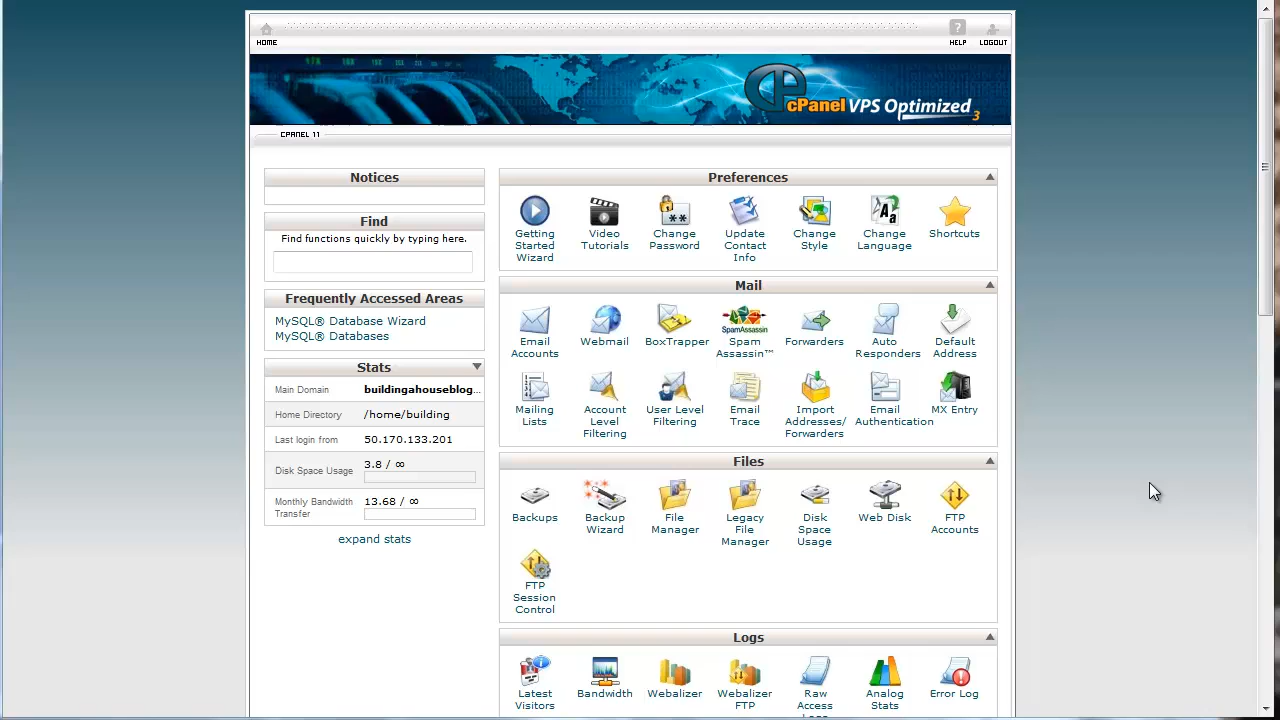 HOME
HELP
LOGOUT
cPanel VPS Optimized 3
CPANEL 11
Notices
Find
Find functions quickly by typing here.
Frequently Accessed Areas
MySQL® Database Wizard
MySQL® Databases
Stats
Main Domain buildingahouseblog...
Home Directory /home/building
Last login from 50.170.133.201
Disk Space Usage 3.8 / ∞
Monthly Bandwidth 13.68 / ∞
Transfer
expand stats
Preferences
Getting Started Wizard
Video Tutorials
Change Password
Update Contact Info
Change Style
Change Language
Shortcuts
Mail
Email Accounts
Webmail
BoxTrapper
SpamAssassin
Spam Assassin™
Forwarders
Auto Responders
Default Address
Mailing Lists
Account Level Filtering
User Level Filtering
Email Trace
Import Addresses/ Forwarders
Email Authentication
MX Entry
Files
Backups
Backup Wizard
File Manager
Legacy File Manager
Disk Space Usage
Web Disk
FTP Accounts
FTP Session Control
Logs
Latest Visitors
Bandwidth
Webalizer
Webalizer FTP
Raw Access Logs
Analog Stats
Error Log